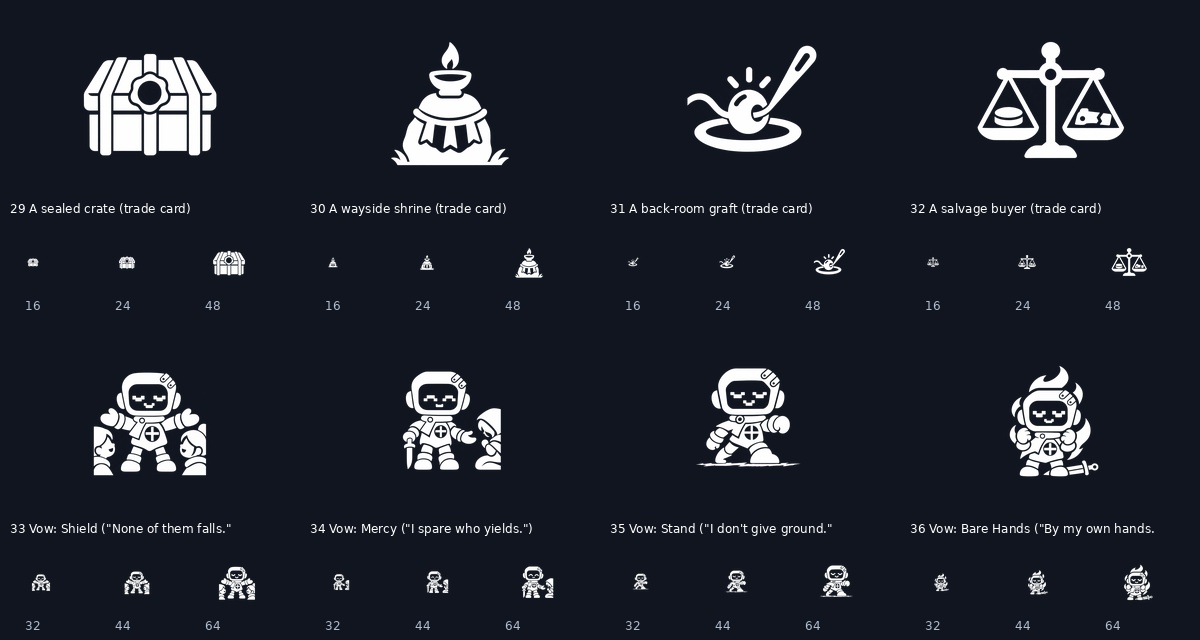 29 A sealed crate (trade card)
30 A wayside shrine (trade card)
31 A back-room graft (trade card)
32 A salvage buyer (trade card)
16 24 48
16 24 48
16 24 48
16 24 48
33 Vow: Shield ("None of them falls."
34 Vow: Mercy ("I spare who yields.")
35 Vow: Stand ("I don't give ground."
36 Vow: Bare Hands ("By my own hands.
32 44 64
32 44 64
32 44 64
32 44 64